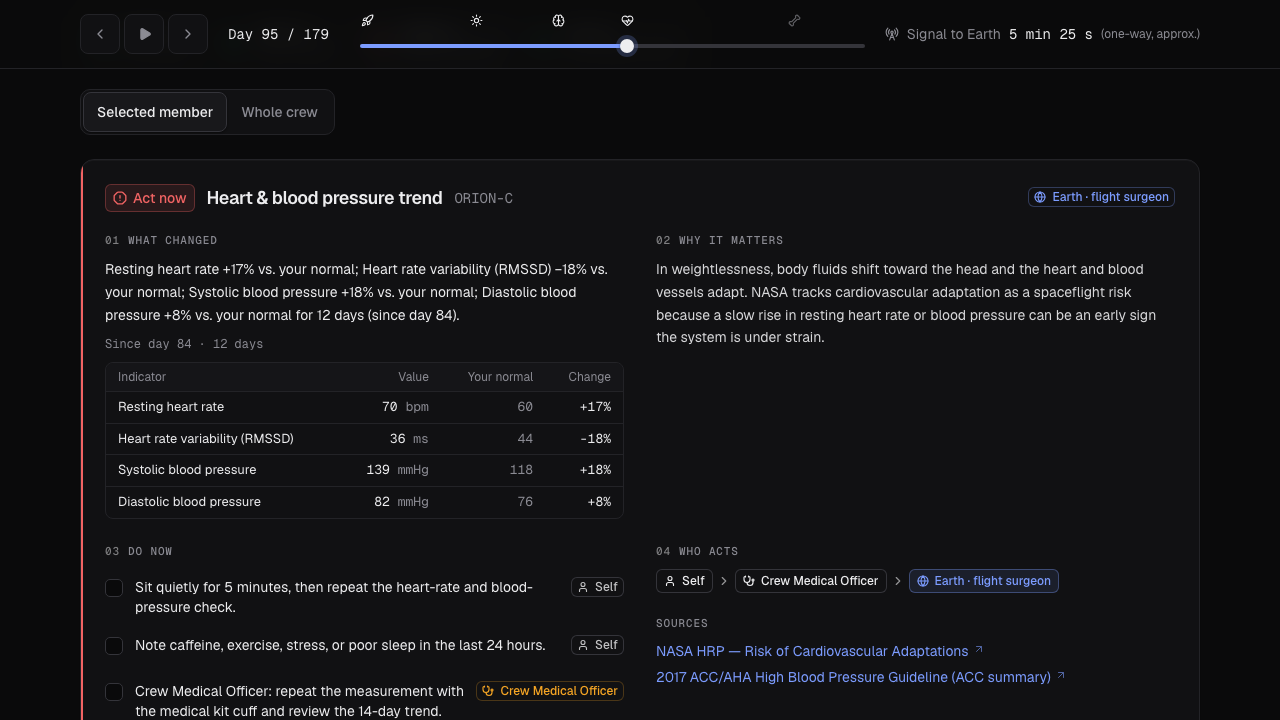 Day 95 / 179
Signal to Earth 5 min 25 s (one-way, approx.)
Selected member
Whole crew
Act now
Heart & blood pressure trend
ORION-C
Earth · flight surgeon
01 WHAT CHANGED
Resting heart rate +17% vs. your normal; Heart rate variability (RMSSD) −18% vs.
your normal; Systolic blood pressure +18% vs. your normal; Diastolic blood
pressure +8% vs. your normal for 12 days (since day 84).
Since day 84 · 12 days
Indicator Value Your normal Change
Resting heart rate 70 bpm 60 +17%
Heart rate variability (RMSSD) 36 ms 44 -18%
Systolic blood pressure 139 mmHg 118 +18%
Diastolic blood pressure 82 mmHg 76 +8%
02 WHY IT MATTERS
In weightlessness, body fluids shift toward the head and the heart and blood
vessels adapt. NASA tracks cardiovascular adaptation as a spaceflight risk
because a slow rise in resting heart rate or blood pressure can be an early sign
the system is under strain.
03 DO NOW
Sit quietly for 5 minutes, then repeat the heart-rate and blood-
pressure check.
Self
Note caffeine, exercise, stress, or poor sleep in the last 24 hours.
Self
Crew Medical Officer: repeat the measurement with
the medical kit cuff and review the 14-day trend.
Crew Medical Officer
04 WHO ACTS
Self
Crew Medical Officer
Earth · flight surgeon
SOURCES
NASA HRP — Risk of Cardiovascular Adaptations
2017 ACC/AHA High Blood Pressure Guideline (ACC summary)